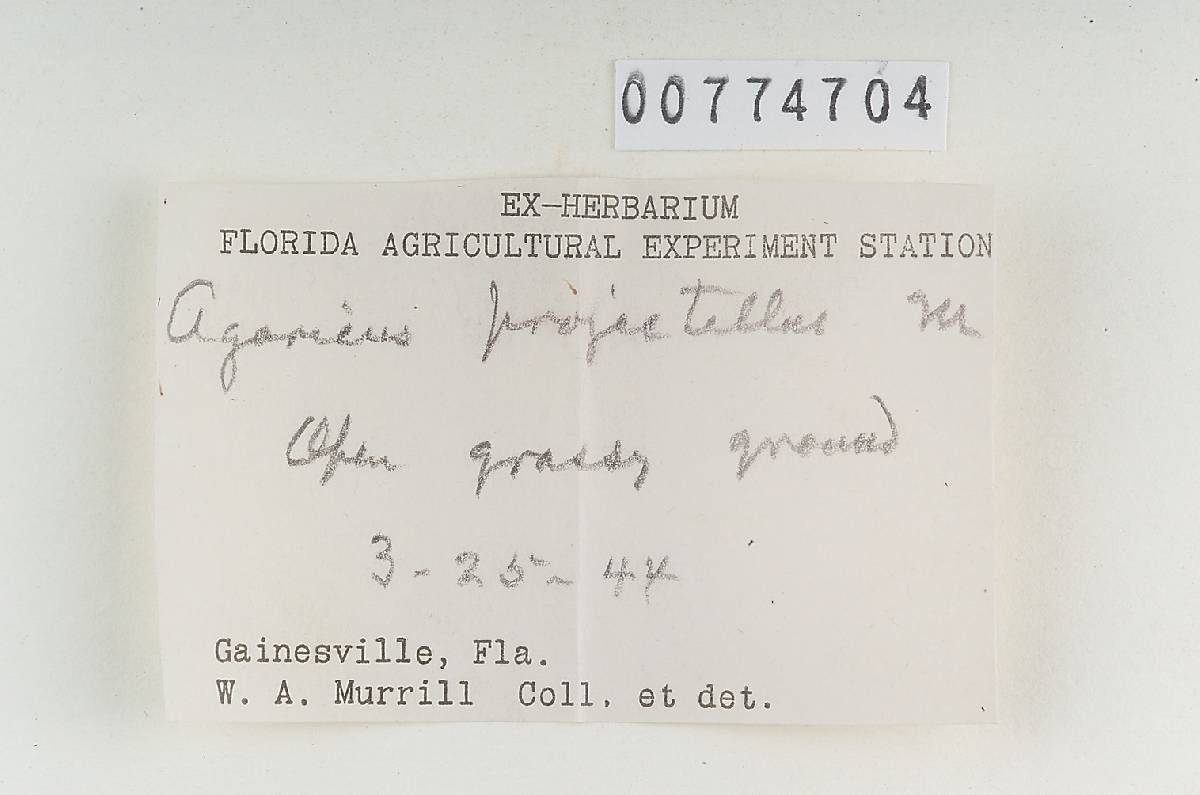 00774704
EX-HERBARIUM
FLORIDA AGRICULTURAL EXPERIMENT STATION
Agaricus projectellus M
Open grassy ground
3-25-44
Gainesville, Fla.
W. A. Murrill Coll. et det.